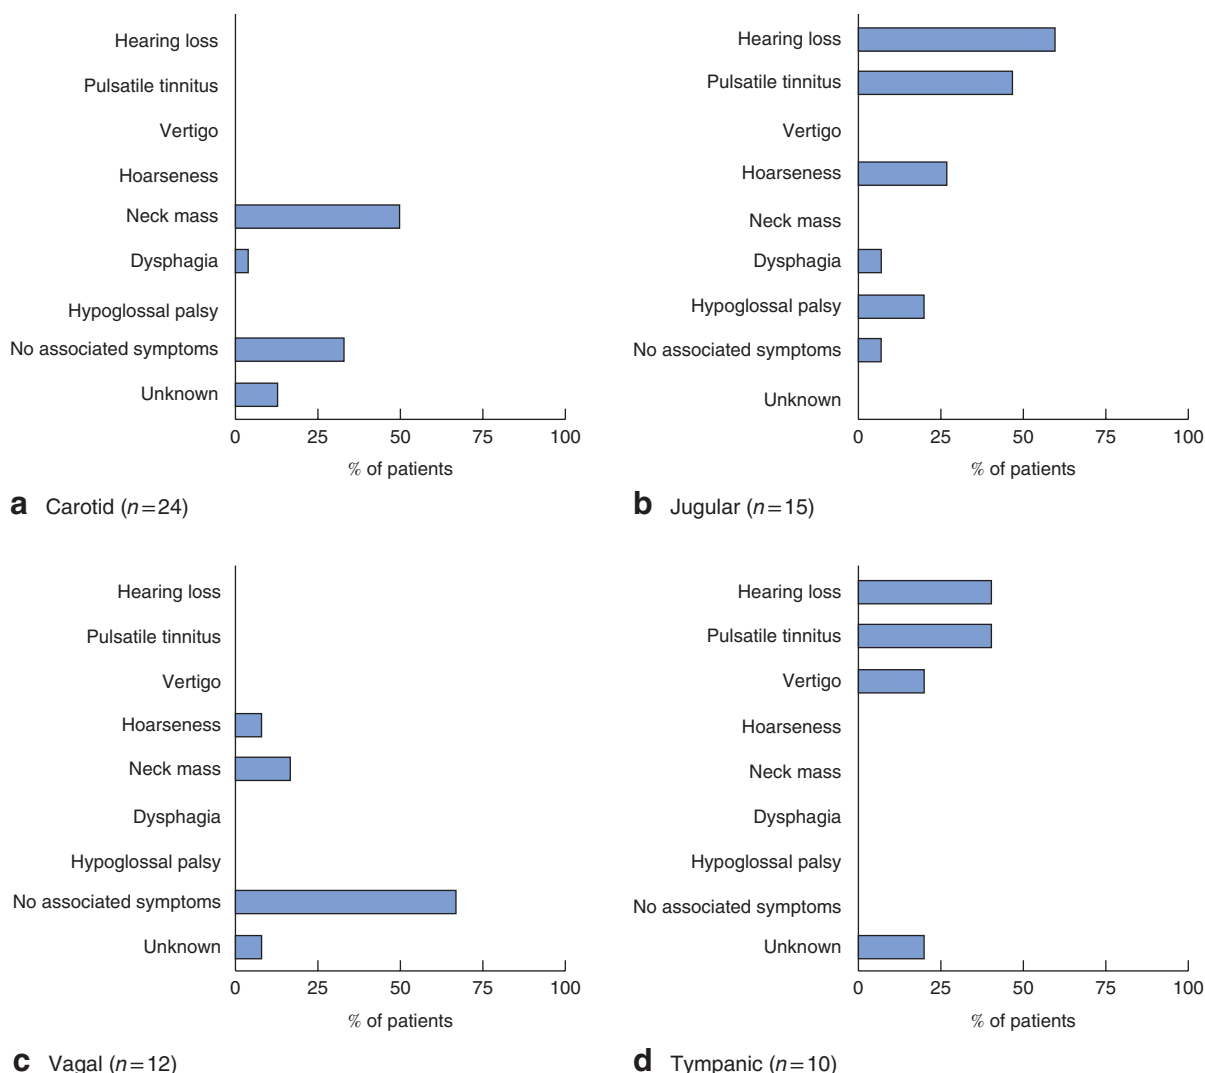 Hearing loss
Pulsatile tinnitus
Vertigo
Hoarseness
Neck mass
Dysphagia
Hypoglossal palsy
No associated symptoms
Unknown
0 25 50 75 100
% of patients
a Carotid (n=24)
Hearing loss
Pulsatile tinnitus
Vertigo
Hoarseness
Neck mass
Dysphagia
Hypoglossal palsy
No associated symptoms
Unknown
0 25 50 75 100
% of patients
b Jugular (n=15)
Hearing loss
Pulsatile tinnitus
Vertigo
Hoarseness
Neck mass
Dysphagia
Hypoglossal palsy
No associated symptoms
Unknown
0 25 50 75 100
% of patients
c Vagal (n=12)
Hearing loss
Pulsatile tinnitus
Vertigo
Hoarseness
Neck mass
Dysphagia
Hypoglossal palsy
No associated symptoms
Unknown
0 25 50 75 100
% of patients
d Tympanic (n=10)